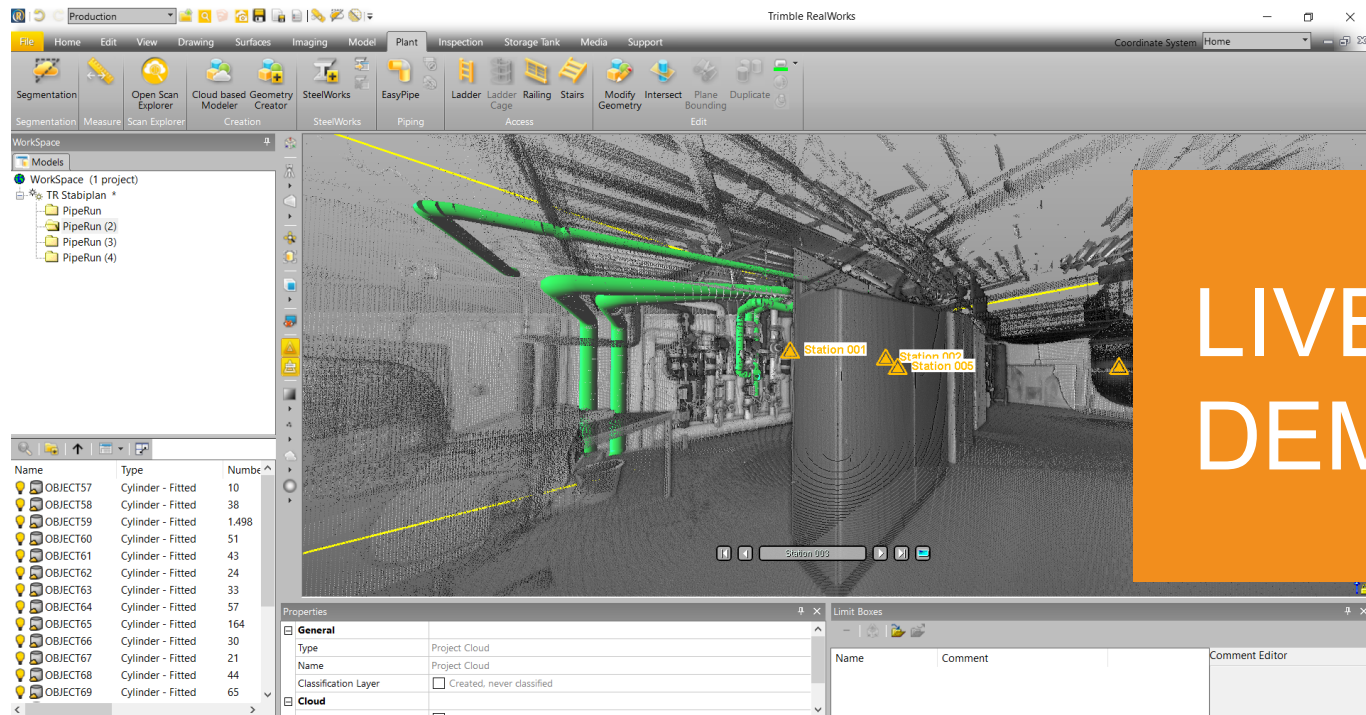 Production
Trimble RealWorks
File Home Edit View Drawing Surfaces Imaging Model Plant Inspection Storage Tank Media Support
Coordinate System Home
Segmentation
Open Scan Explorer
Cloud based Modeler
Geometry Creator
SteelWorks
EasyPipe
Ladder
Ladder Cage
Railing
Stairs
Modify Geometry
Intersect
Plane Bounding
Duplicate
Segmentation Measure Scan Explorer Creation SteelWorks Piping Access Edit
WorkSpace
Models
WorkSpace (1 project)
TR Stabiplan *
PipeRun
PipeRun (2)
PipeRun (3)
PipeRun (4)
Station 001
Station 002
Station 005
LIVE
DEM
Station 003
Name Type Numbe
OBJECT57 Cylinder - Fitted 10
OBJECT58 Cylinder - Fitted 38
OBJECT59 Cylinder - Fitted 1.498
OBJECT60 Cylinder - Fitted 51
OBJECT61 Cylinder - Fitted 43
OBJECT62 Cylinder - Fitted 24
OBJECT63 Cylinder - Fitted 33
OBJECT64 Cylinder - Fitted 57
OBJECT65 Cylinder - Fitted 164
OBJECT66 Cylinder - Fitted 30
OBJECT67 Cylinder - Fitted 21
OBJECT68 Cylinder - Fitted 44
OBJECT69 Cylinder - Fitted 65
Properties
General
Type Project Cloud
Name Project Cloud
Classification Layer Created, never classified
Cloud
Limit Boxes
Name Comment
Comment Editor